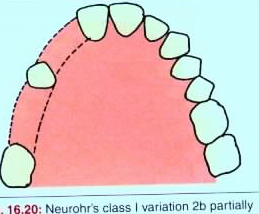 . 16.20: Neurohr's class I variation 2b partially